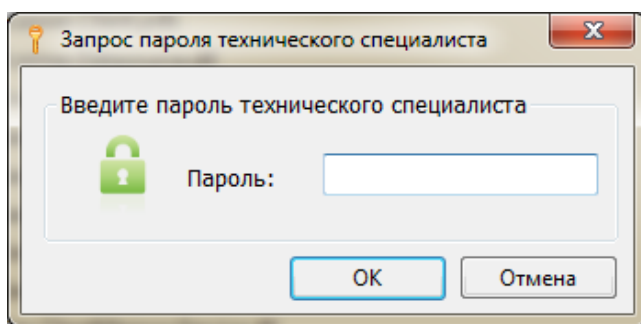 Запрос пароля технического специалиста
Введите пароль технического специалиста
Пароль:
OK
Отмена